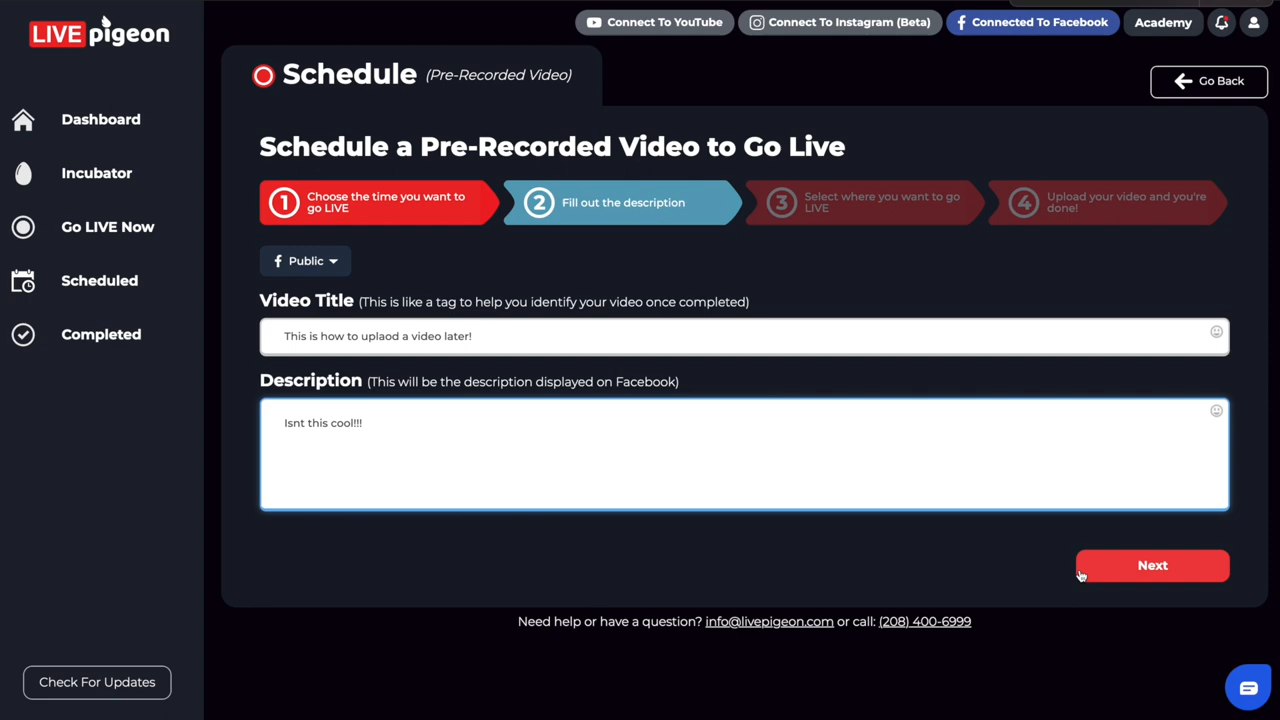 LIVE pigeon
Connect To YouTube
Connect To Instagram (Beta)
Connected To Facebook
Academy
Dashboard
Incubator
Go LIVE Now
Scheduled
Completed
Check For Updates
Schedule (Pre-Recorded Video)
Go Back
Schedule a Pre-Recorded Video to Go Live
1 Choose the time you want to
go LIVE
2 Fill out the description
3 Select where you want to go
LIVE
4 Upload your video and you're
done!
Public
Video Title (This is like a tag to help you identify your video once completed)
This is how to uplaod a video later!
Description (This will be the description displayed on Facebook)
Isnt this cool!!!
Next
Need help or have a question? info@livepigeon.com or call: (208) 400-6999